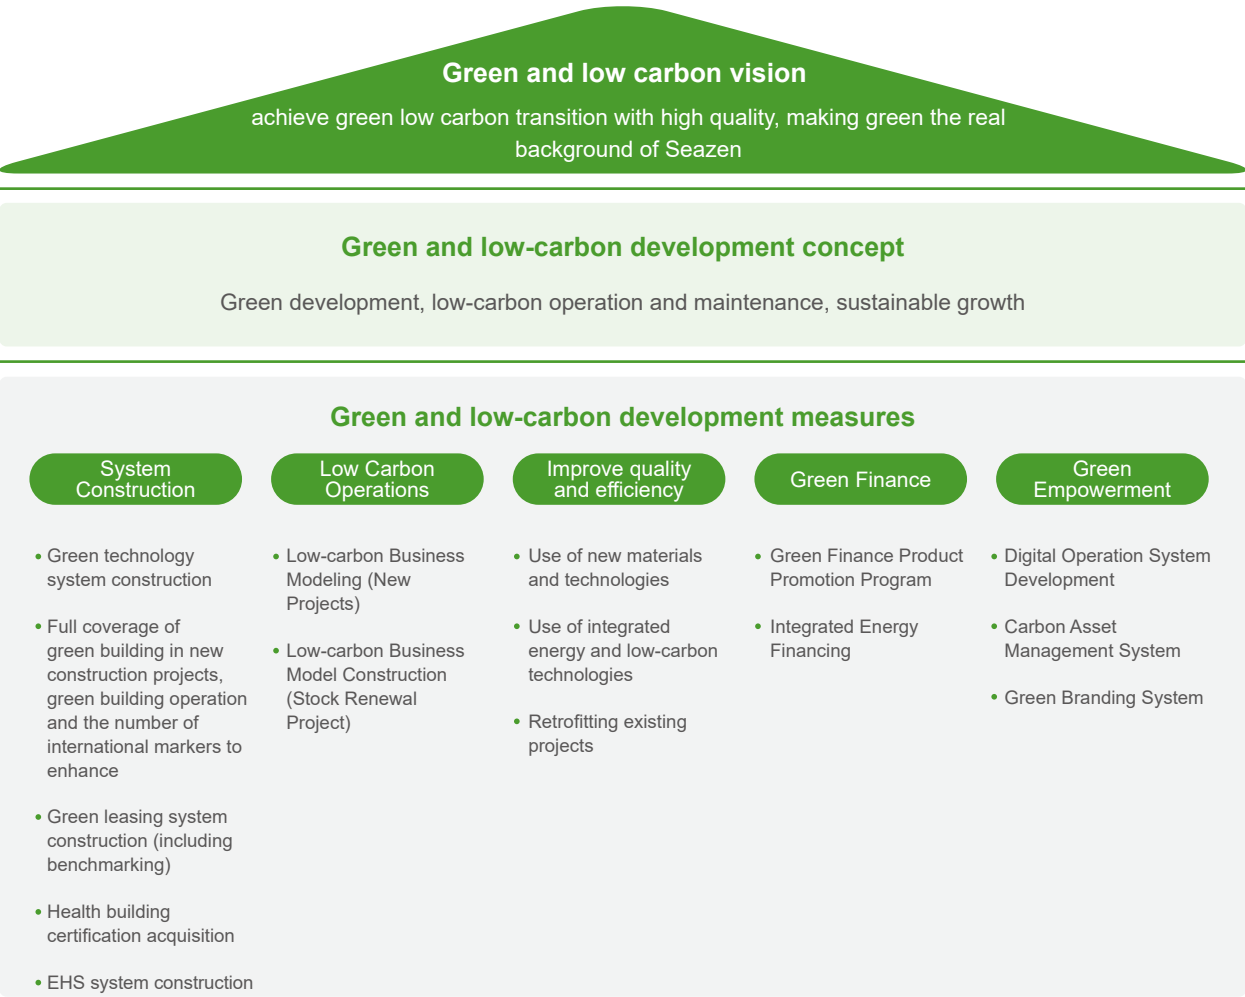 Green and low carbon vision
achieve green low carbon transition with high quality, making green the real
background of Seazen
Green and low-carbon development concept
Green development, low-carbon operation and maintenance, sustainable growth
Green and low-carbon development measures
System
Construction
• Green technology
system construction
• Full coverage of
green building in new
construction projects,
green building operation
and the number of
international markers to
enhance
• Green leasing system
construction (including
benchmarking)
• Health building
certification acquisition
• EHS system construction
Low Carbon
Operations
• Low-carbon Business
Modeling (New
Projects)
• Low-carbon Business
Model Construction
(Stock Renewal
Project)
Improve quality
and efficiency
• Use of new materials
and technologies
• Use of integrated
energy and low-carbon
technologies
• Retrofitting existing
projects
Green Finance
• Green Finance Product
Promotion Program
• Integrated Energy
Financing
Green
Empowerment
• Digital Operation System
Development
• Carbon Asset
Management System
• Green Branding System